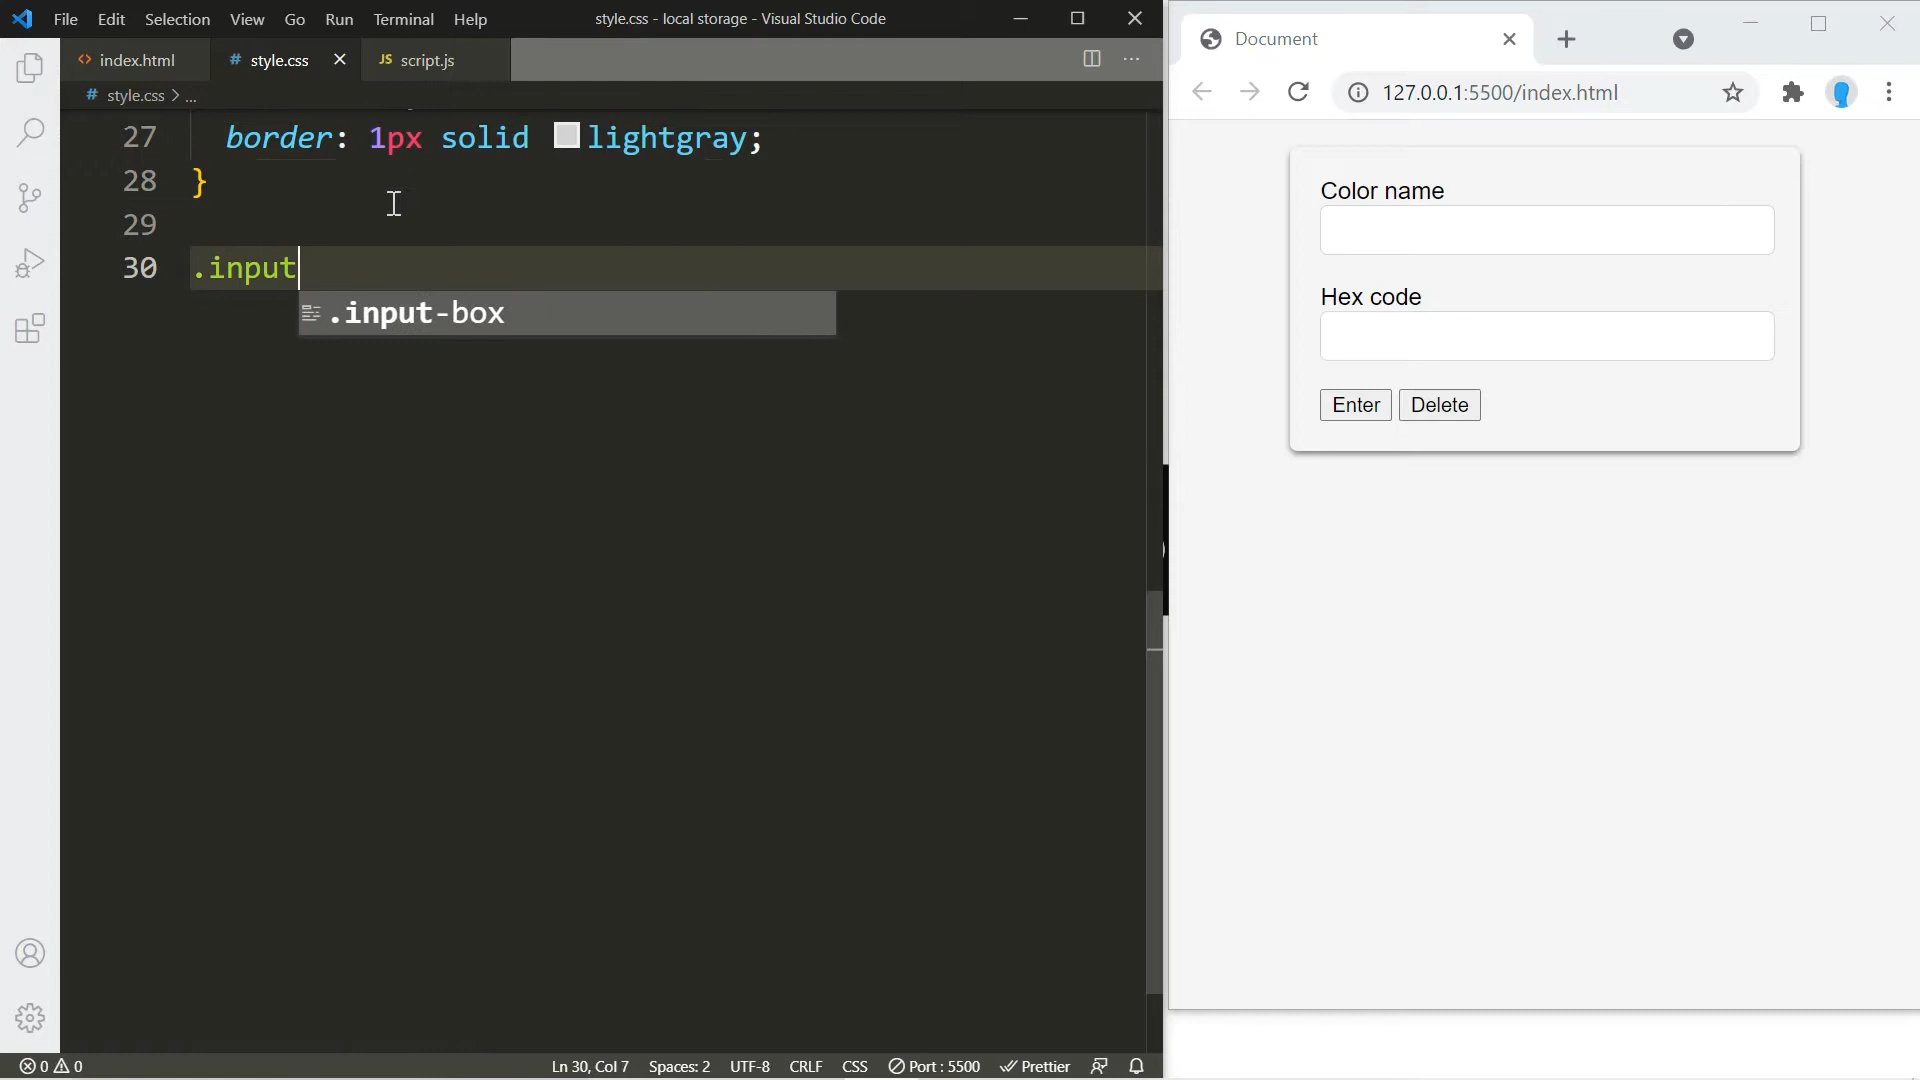 File Edit Selection View Go Run Terminal Help
style.css - local storage - Visual Studio Code
<> index.html
# style.css
JS script.js
# style.css > ...
27 border: 1px solid lightgray;
28 }
29
30 .input
.input-box
0 0
Ln 30, Col 7 Spaces: 2 UTF-8 CRLF CSS Port : 5500 Prettier
Document
127.0.0.1:5500/index.html
Color name
Hex code
Enter Delete